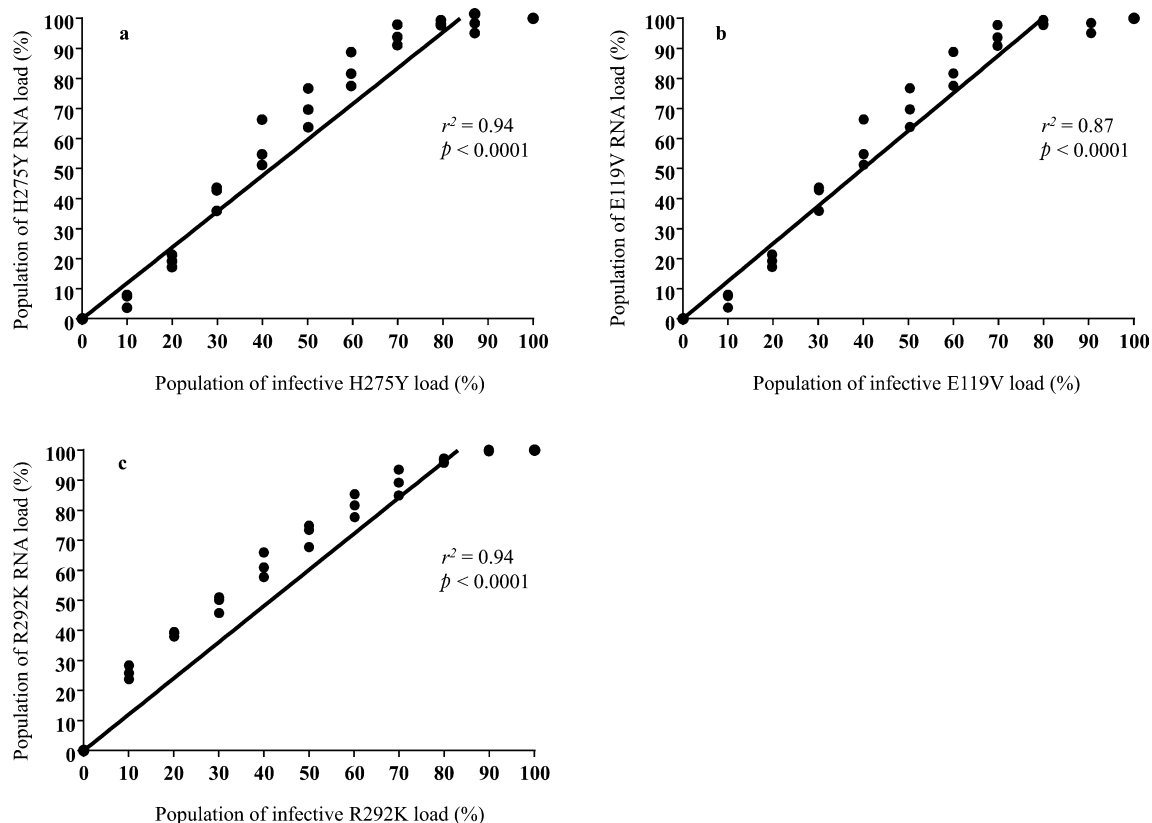 a
Population of H275Y RNA load (%)
100
90
80
70
60
50
40
30
20
10
0
r² = 0.94
p < 0.0001
0 10 20 30 40 50 60 70 80 90 100
Population of infective H275Y load (%)
b
Population of E119V RNA load (%)
100
90
80
70
60
50
40
30
20
10
0
r² = 0.87
p < 0.0001
0 10 20 30 40 50 60 70 80 90 100
Population of infective E119V load (%)
c
Population of R292K RNA load (%)
100
90
80
70
60
50
40
30
20
10
0
r² = 0.94
p < 0.0001
0 10 20 30 40 50 60 70 80 90 100
Population of infective R292K load (%)